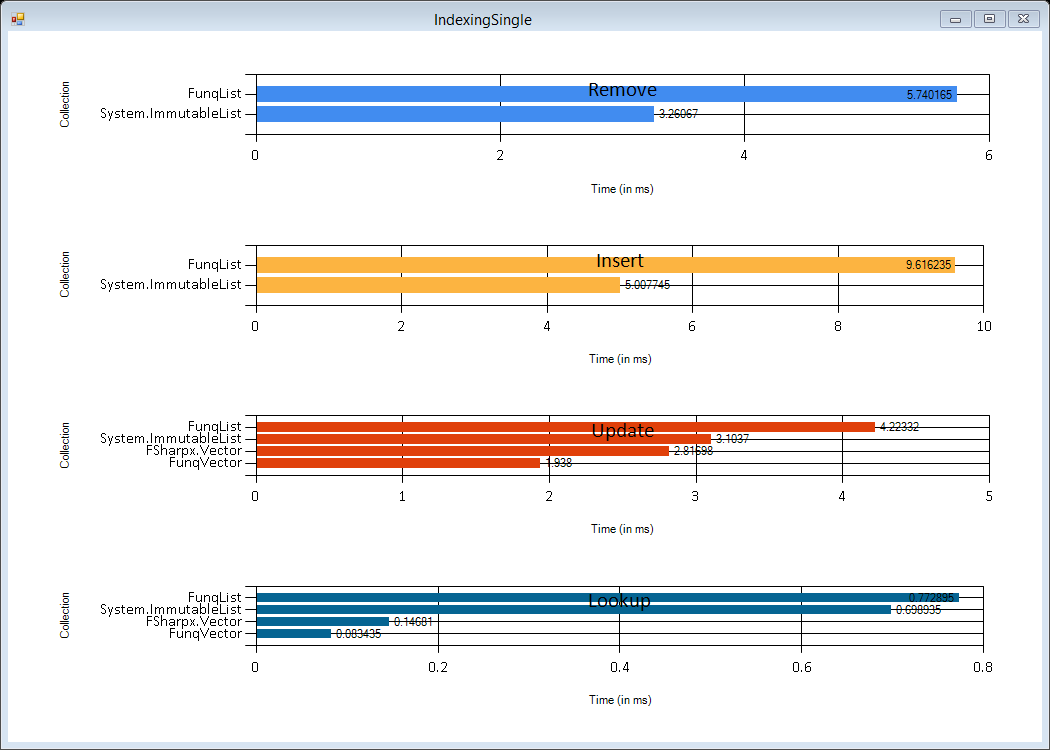 IndexingSingle
Remove
Collection
FunqList 5.740165
System.ImmutableList 3.26067
0 2 4 6
Time (in ms)
Insert
Collection
FunqList 9.616235
System.ImmutableList 5.007745
0 2 4 6 8 10
Time (in ms)
Update
Collection
FunqList 4.22332
System.ImmutableList 3.1037
FSharpx.Vector 2.81698
FunqVector 1.938
0 1 2 3 4 5
Time (in ms)
Lookup
Collection
FunqList 0.772895
System.ImmutableList 0.698935
FSharpx.Vector 0.14681
FunqVector 0.083435
0 0.2 0.4 0.6 0.8
Time (in ms)